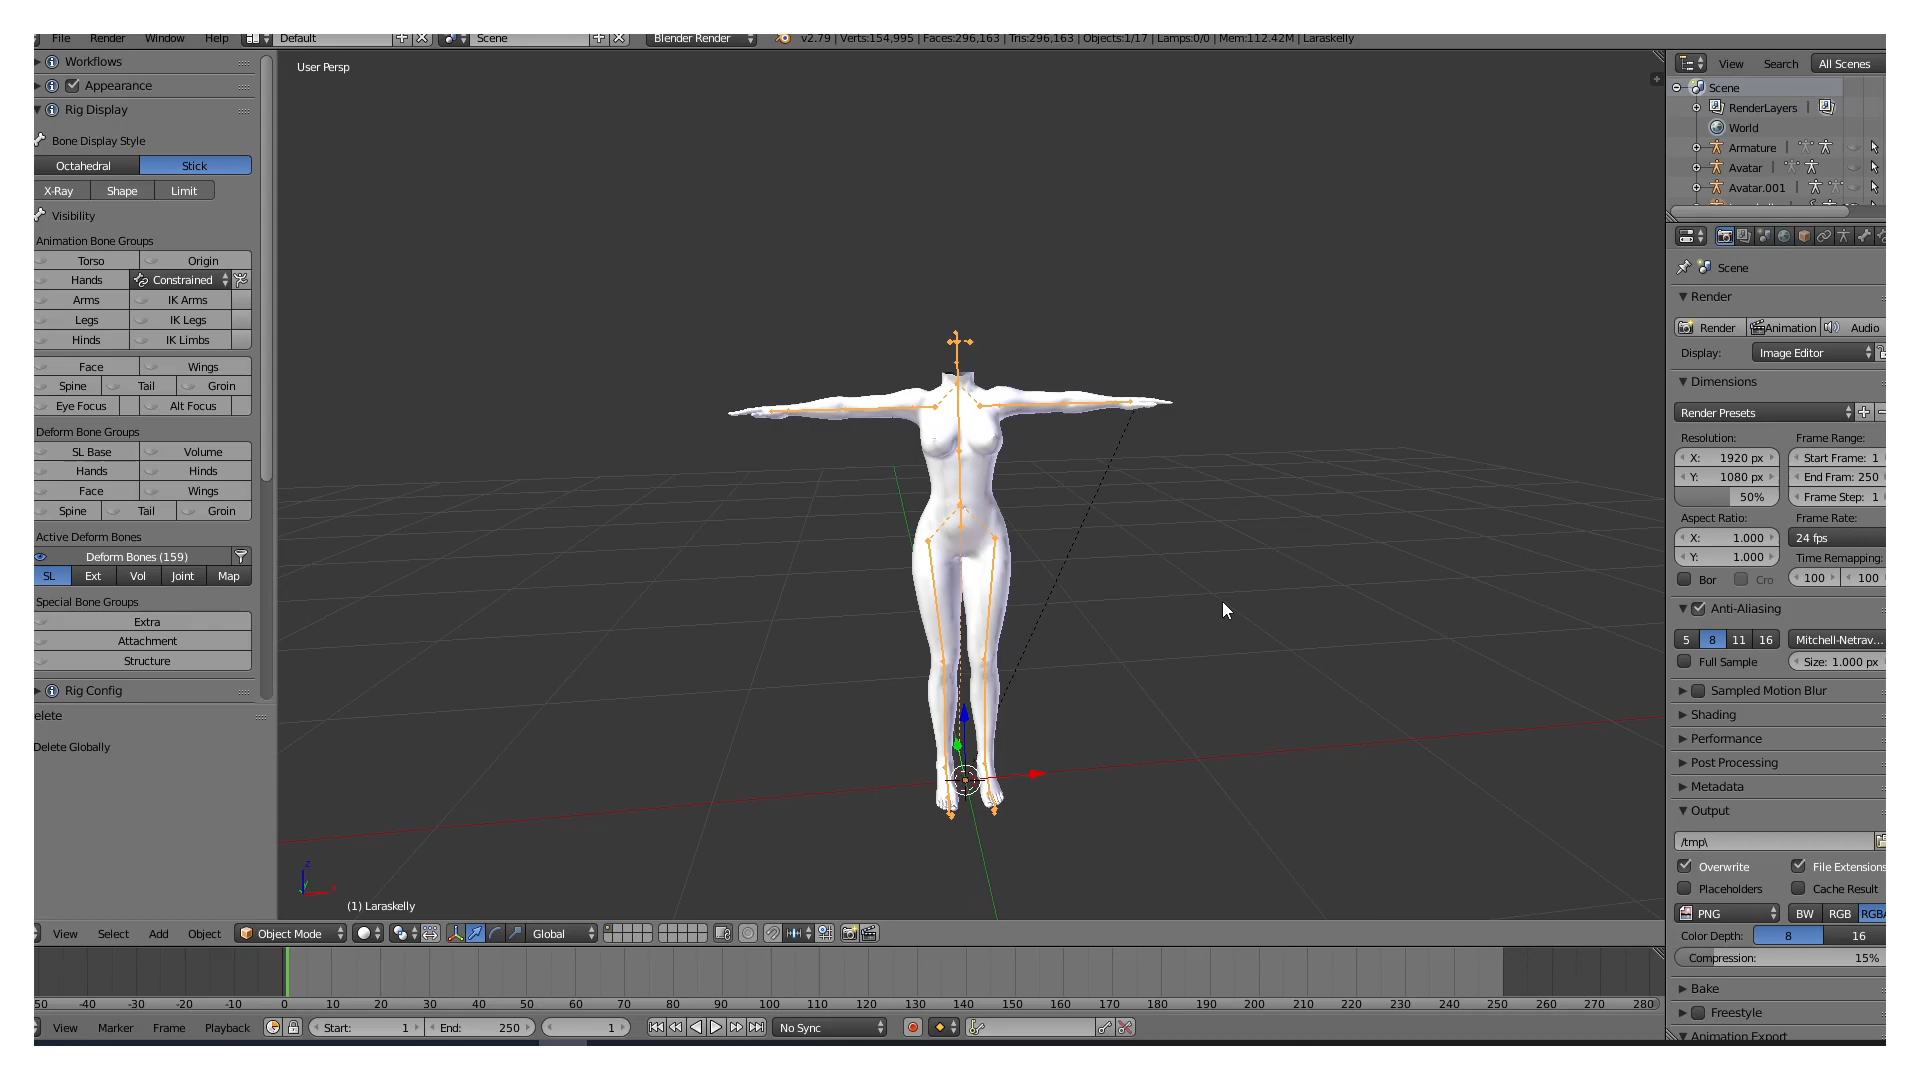 File Render Window Help Default Scene Blender Render v2.79 | Verts:154,995 | Faces:296,163 | Tris:296,163 | Objects:1/17 | Lamps:0/0 | Mem:112.42M | Laraskelly
Workflows
Appearance
Rig Display
Bone Display Style
Octahedral Stick
X-Ray Shape Limit
Visibility
Animation Bone Groups
Torso Origin
Hands Constrained
Arms IK Arms
Legs IK Legs
Hinds IK Limbs
Face Wings
Spine Tail Groin
Eye Focus Alt Focus
Deform Bone Groups
SL Base Volume
Hands Hinds
Face Wings
Spine Tail Groin
Active Deform Bones
Deform Bones (159)
SL Ext Vol Joint Map
Special Bone Groups
Extra
Attachment
Structure
Rig Config
elete
Delete Globally
User Persp
z
(1) Laraskelly
View Select Add Object Object Mode Global
50 -40 -30 -20 -10 0 10 20 30 40 50 60 70 80 90 100 110 120 130 140 150 160 170 180 190 200 210 220 230 240 250 260 270 280
View Marker Frame Playback Start: 1 End: 250 1 No Sync
View Search All Scenes
Scene
RenderLayers |
World
Armature |
Avatar |
Avatar.001 |
Scene
Render
Render Animation Audio
Display: Image Editor
Dimensions
Render Presets
Resolution: Frame Range:
X: 1920 px Start Frame: 1
Y: 1080 px End Fram: 250
50% Frame Step: 1
Aspect Ratio: Frame Rate:
X: 1.000 24 fps
Y: 1.000 Time Remapping:
Bor Cro 100 100
Anti-Aliasing
5 8 11 16 Mitchell-Netrav...
Full Sample Size: 1.000 px
Sampled Motion Blur
Shading
Performance
Post Processing
Metadata
Output
/tmp\
Overwrite File Extensions
Placeholders Cache Result
PNG BW RGB RGBA
Color Depth: 8 16
Compression: 15%
Bake
Freestyle
Animation Export